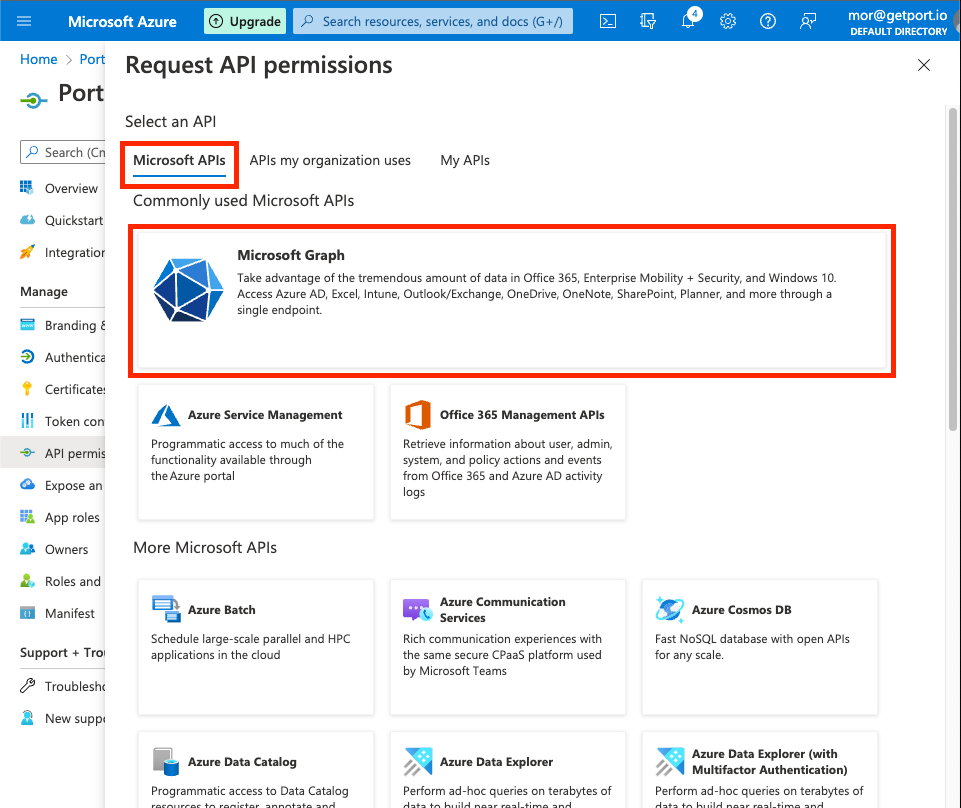 Microsoft Azure
Upgrade
Search resources, services, and docs (G+/)
4
mor@getport.io
DEFAULT DIRECTORY
Home > Port
Port
Search (Cm
Overview
Quickstart
Integration
Manage
Branding &
Authentica
Certificates
Token con
API permis
Expose an
App roles
Owners
Roles and
Manifest
Support + Trou
Troublesho
New suppo
Request API permissions
Select an API
Microsoft APIs
APIs my organization uses
My APIs
Commonly used Microsoft APIs
Microsoft Graph
Take advantage of the tremendous amount of data in Office 365, Enterprise Mobility + Security, and Windows 10.
Access Azure AD, Excel, Intune, Outlook/Exchange, OneDrive, OneNote, SharePoint, Planner, and more through a
single endpoint.
Azure Service Management
Programmatic access to much of the
functionality available through
the Azure portal
Office 365 Management APIs
Retrieve information about user, admin,
system, and policy actions and events
from Office 365 and Azure AD activity
logs
More Microsoft APIs
Azure Batch
Schedule large-scale parallel and HPC
applications in the cloud
Azure Communication
Services
Rich communication experiences with
the same secure CPaaS platform used
by Microsoft Teams
Azure Cosmos DB
Fast NoSQL database with open APIs
for any scale.
Azure Data Catalog
Programmatic access to Data Catalog
resources to register, annotate and
Azure Data Explorer
Perform ad-hoc queries on terabytes of
data to build near real-time and
Azure Data Explorer (with
Multifactor Authentication)
Perform ad-hoc queries on terabytes of
data to build near real-time and